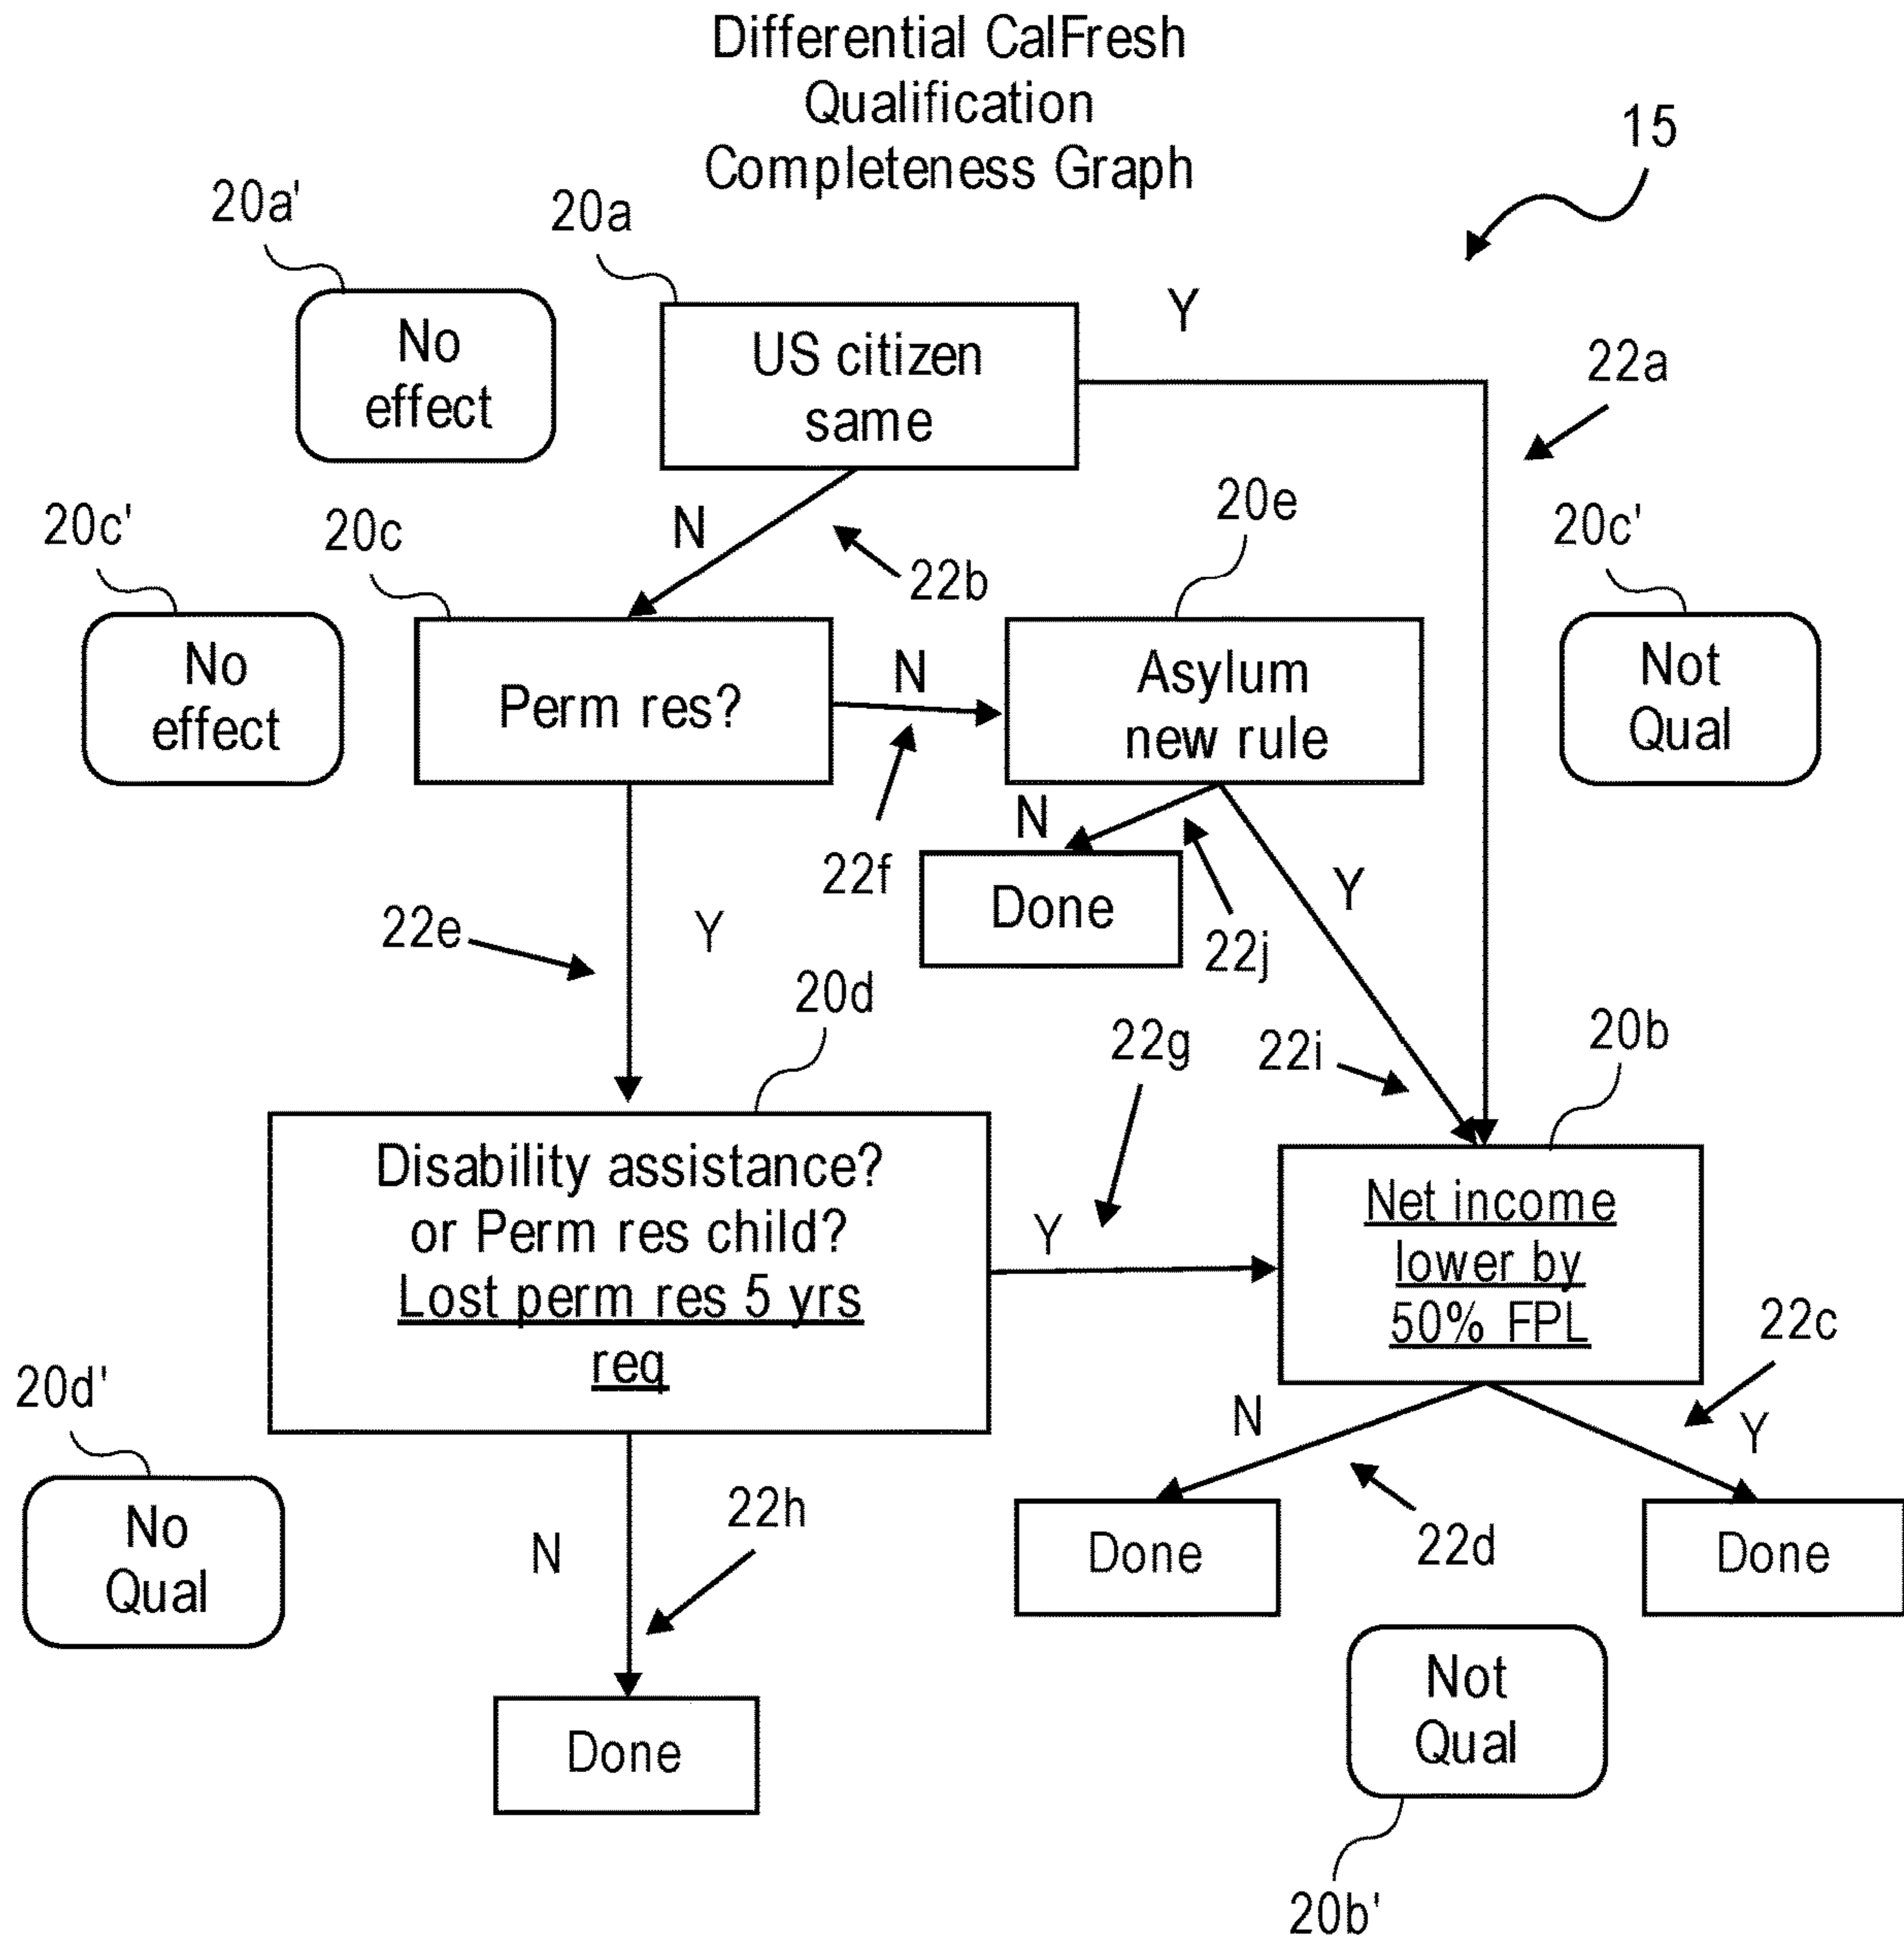 Differential CalFresh
Qualification
Completeness Graph
15
20a'
20a
No
effect
US citizen
same
Y
22a
20c'
20c
N
22b
20e
20c'
No
effect
Perm res?
N
Asylum
new rule
Not
Qual
22f
N
Done
22j
Y
22e
Y
20d
22g
22i
20b
Disability assistance?
or Perm res child?
Lost perm res 5 yrs
req
Y
Net income
lower by
50% FPL
22c
20d'
N
Y
No
Qual
N
22h
Done
22d
Done
Not
Qual
Done
20b'